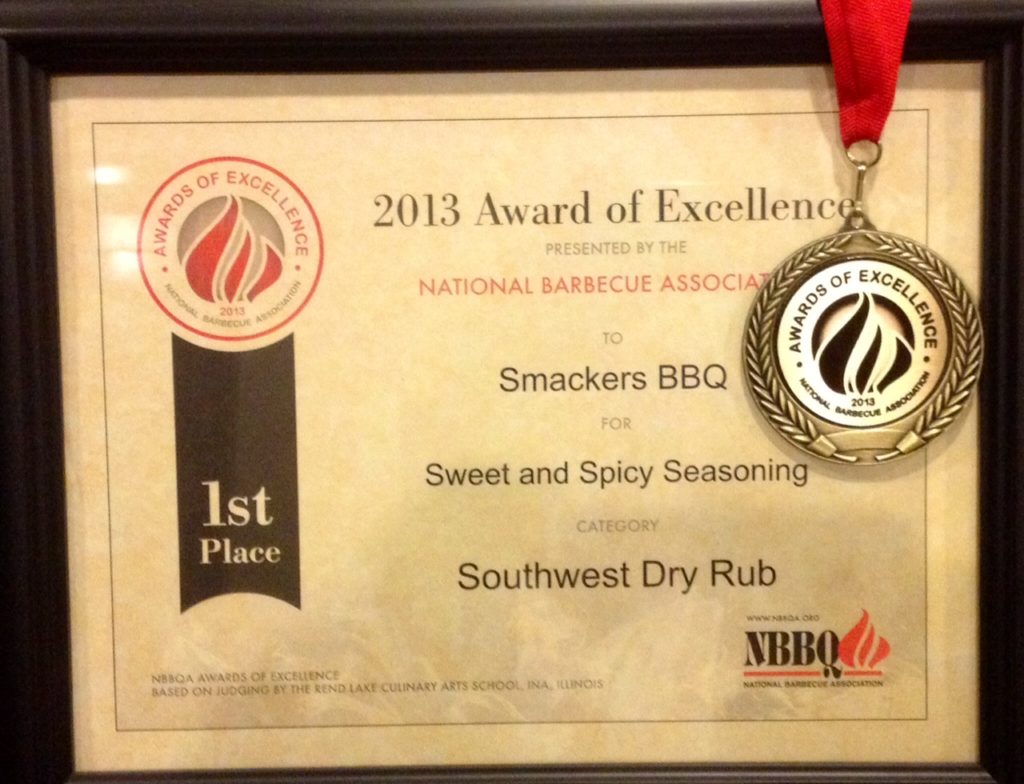 AWARDS OF EXCELLENCE
NATIONAL BARBECUE ASSOCIATION
2013
1st
Place
2013 Award of Excellence
PRESENTED BY THE
NATIONAL BARBECUE ASSOCIAT
TO
Smackers BBQ
FOR
Sweet and Spicy Seasoning
CATEGORY
Southwest Dry Rub
NBBQA AWARDS OF EXCELLENCE
BASED ON JUDGING BY THE REND LAKE CULINARY ARTS SCHOOL, INA, ILLINOIS
WWW.NBBQA.ORG
NBBQ
NATIONAL BARBECUE ASSOCIATION
AWARDS OF EXCELLENCE
2013
NATIONAL BARBECUE ASSOCIATION